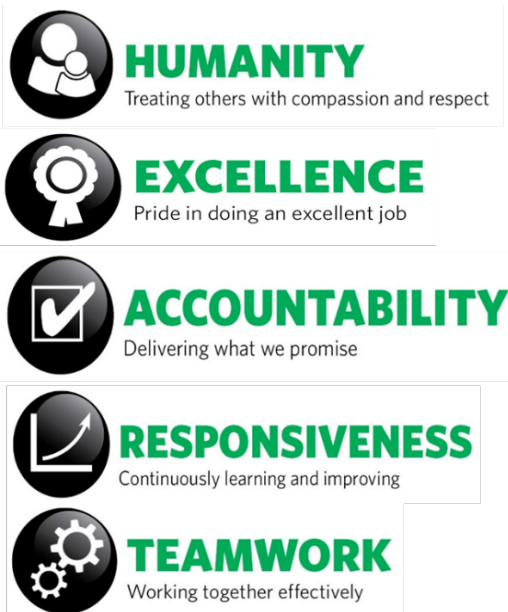 HUMANITY
Treating others with compassion and respect
EXCELLENCE
Pride in doing an excellent job
ACCOUNTABILITY
Delivering what we promise
RESPONSIVENESS
Continuously learning and improving
TEAMWORK
Working together effectively